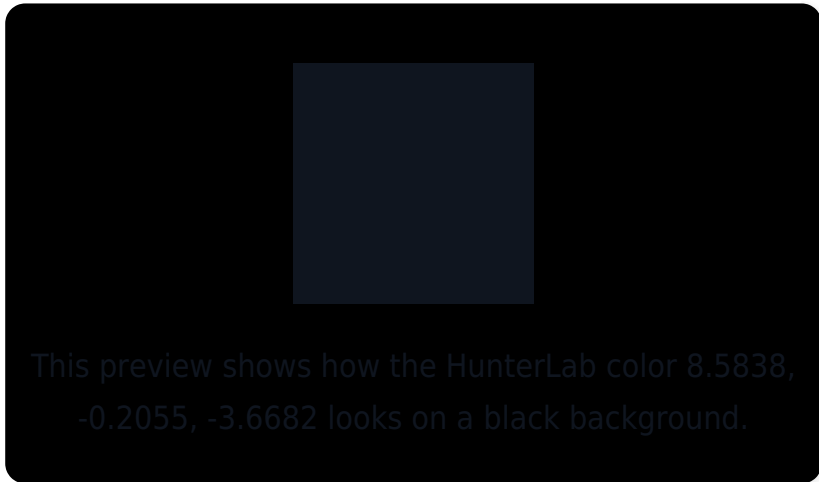 This preview shows how the HunterLab color 8.5838,
-0.2055, -3.6682 looks on a black background.